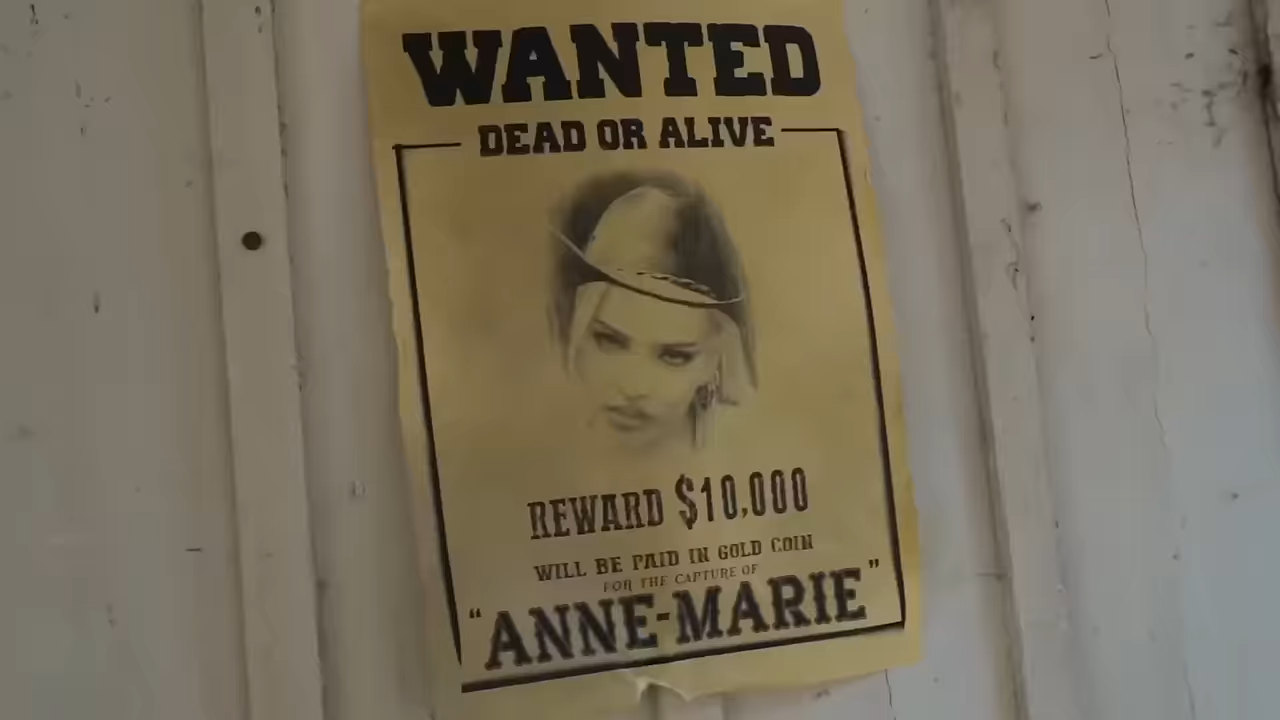 WANTED
DEAD OR ALIVE
REWARD $10,000
WILL BE PAID IN GOLD COIN
FOR THE CAPTURE OF
"ANNE-MARIE"